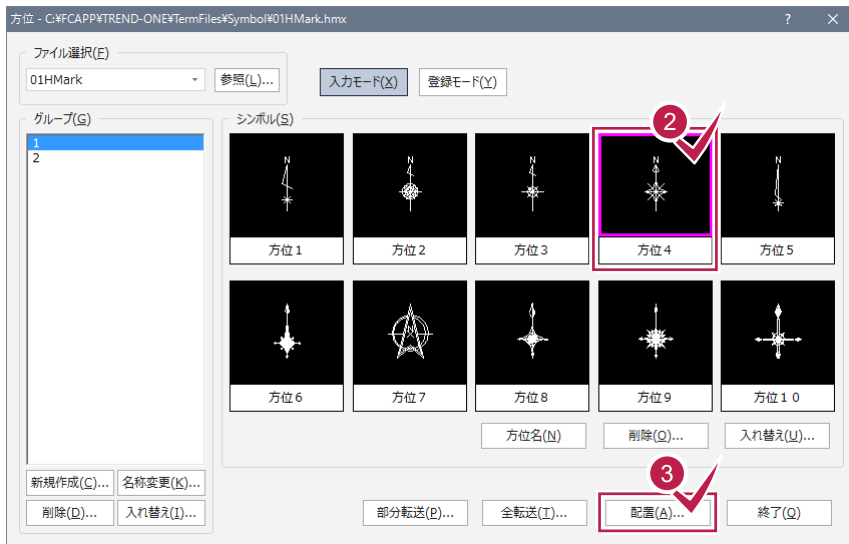 方位 - C:¥FCAPP¥TREND-ONE¥TermFiles¥Symbol¥01HMark.hmx ? ×
ファイル選択(F)
01HMark 参照(L)... 入力モード(X) 登録モード(Y)
グループ(G) シンボル(S)
2
1
2
N N N N N
方位1 方位2 方位3 方位4 方位5
N
方位6 方位7 方位8 方位9 方位10
方位名(N) 削除(O)... 入れ替え(U)...
3
新規作成(C)... 名称変更(K)...
削除(D)... 入れ替え(I)... 部分転送(P)... 全転送(T)... 配置(A)... 終了(Q)